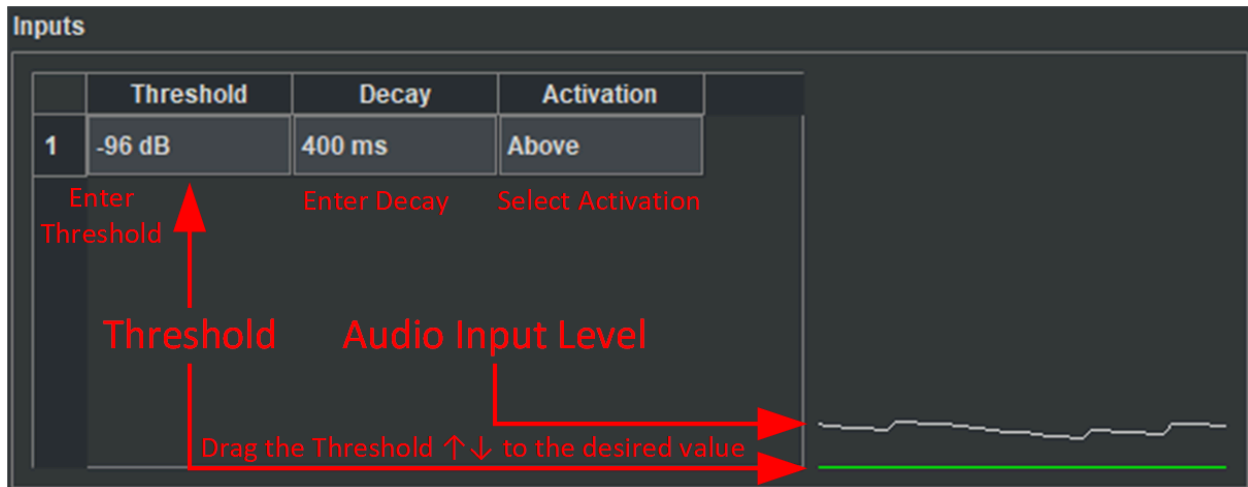 Inputs
Threshold Decay Activation
1 -96 dB 400 ms Above
Enter Threshold
Enter Decay
Select Activation
Threshold
Audio Input Level
Drag the Threshold ↑↓ to the desired value